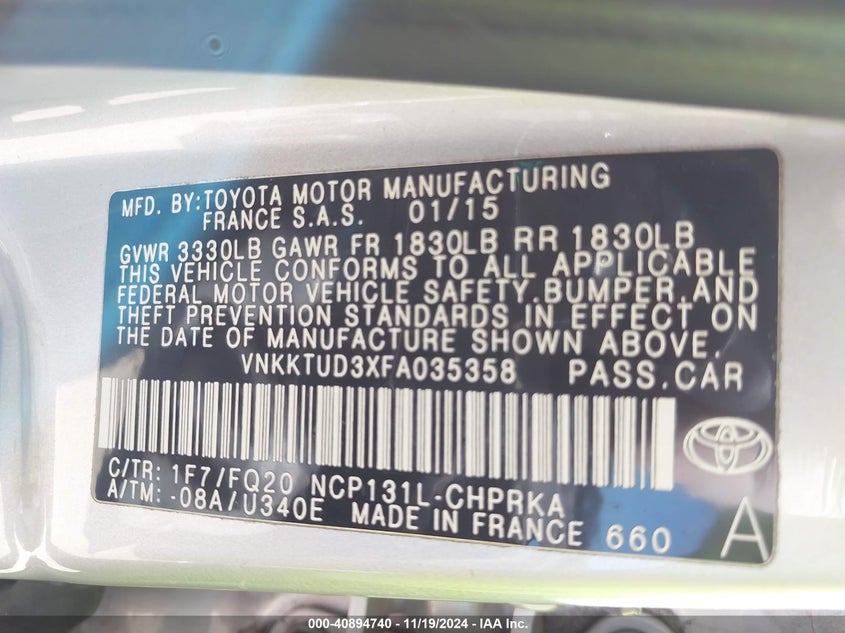 MFD. BY:TOYOTA MOTOR MANUFACTURING
FRANCE S.A.S. 01/15
GVWR 3330LB GAWR FR 1830LB RR 1830LB
THIS VEHICLE CONFORMS TO ALL APPLICABLE
FEDERAL MOTOR VEHICLE SAFETY,BUMPER,AND
THEFT PREVENTION STANDARDS IN EFFECT ON
THE DATE OF MANUFACTURE SHOWN ABOVE.
VNKKTUD3XFA035358 PASS.CAR
C/TR: 1F7/FQ20 NCP131L-CHPRKA
A/TM: -08A/U340E MADE IN FRANCE 660
A
000-40894740 - 11/19/2024 - IAA Inc.